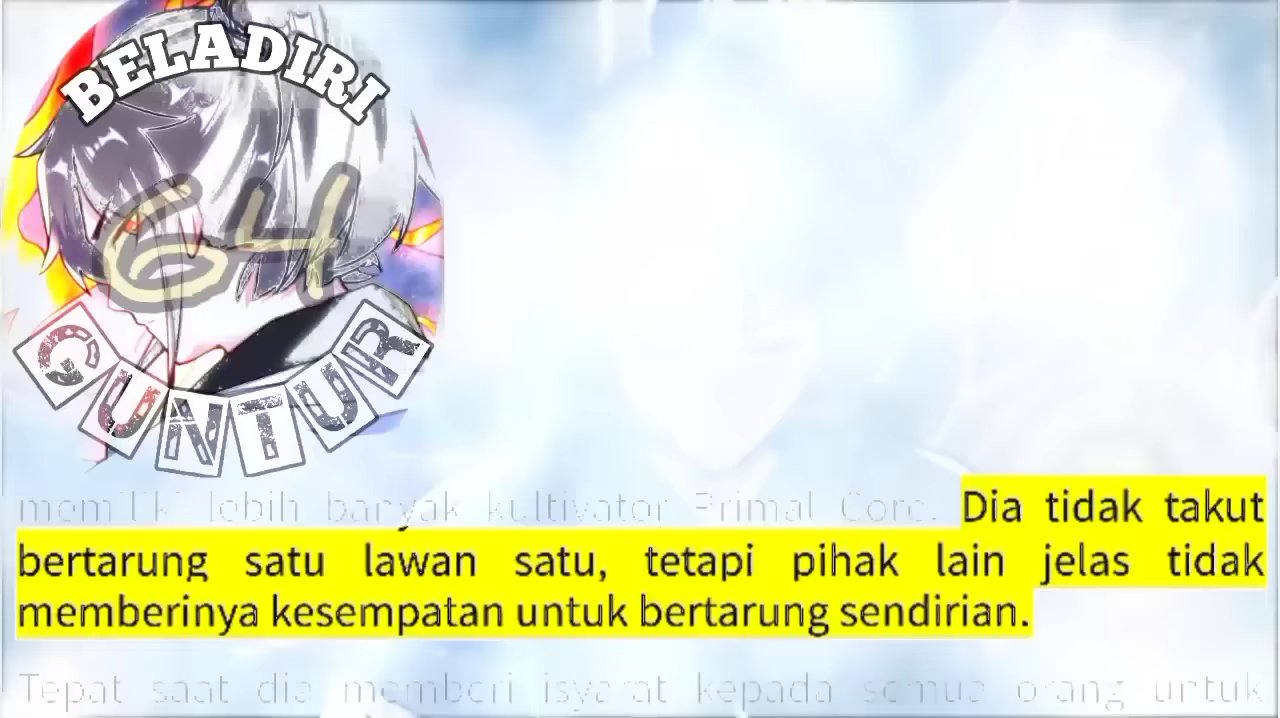 BELADIRI
64
GUNTUR
memiliki lebih banyak kultivator Primal Core. Dia tidak takut
bertarung satu lawan satu, tetapi pihak lain jelas tidak
memberinya kesempatan untuk bertarung sendirian.
Tepat saat dia memberi isyarat kepada semua orang untuk